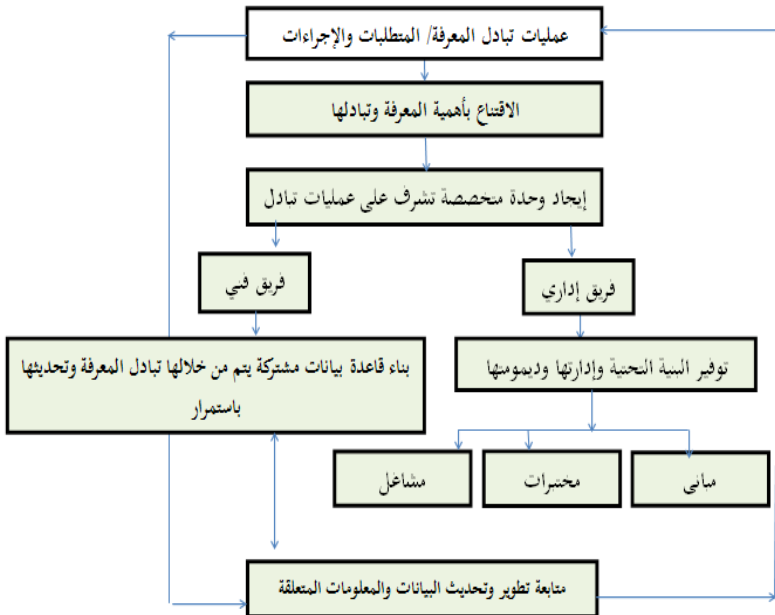 عمليات تبادل المعرفة/ المتطلبات والإجراءات
الاقتناع بأهمية المعرفة وتبادلها
إيجاد وحدة متخصصة تشرف على عمليات تبادل
فريق إداري
فريق فني
توفير البنية التحتية وإدارتها وديمومتها
بناء قاعدة بيانات مشتركة يتم من خلالها تبادل المعرفة وتحديثها
باستمرار
مباني
مختبرات
مشاغل
متابعة تطوير وتحديث البيانات والمعلومات المتعلقة